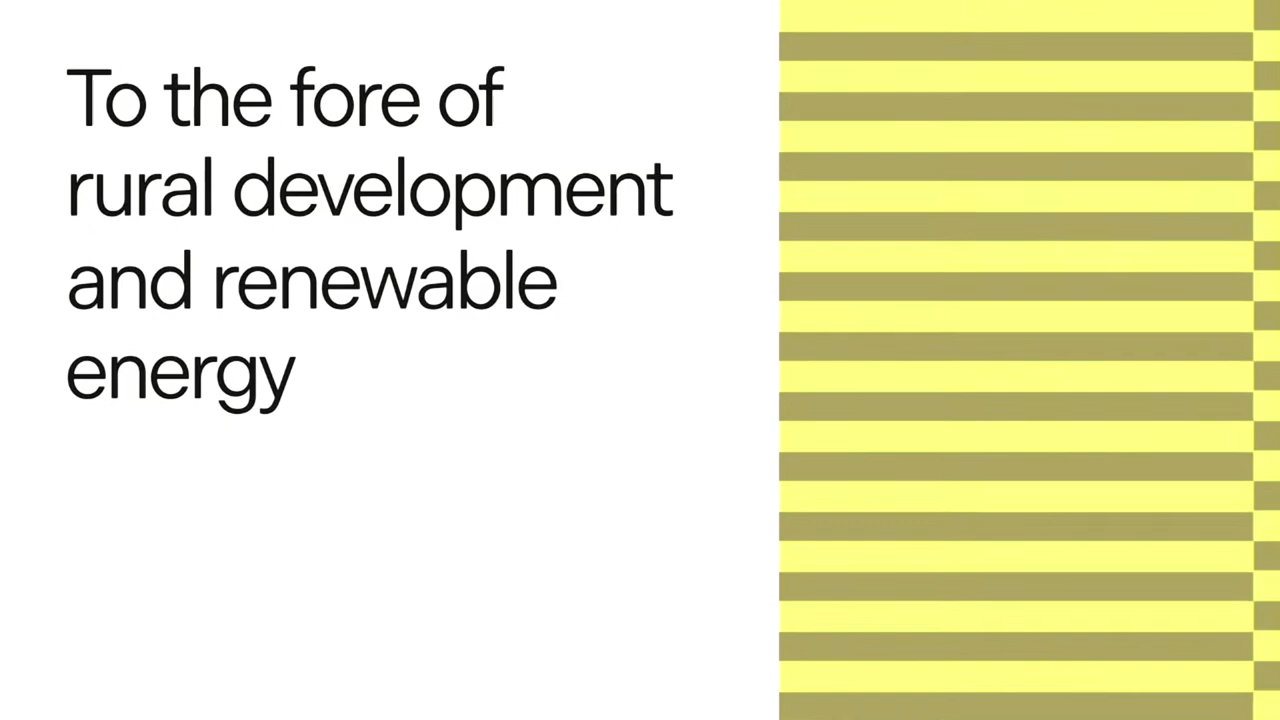 To the fore of
rural development
and renewable
energy